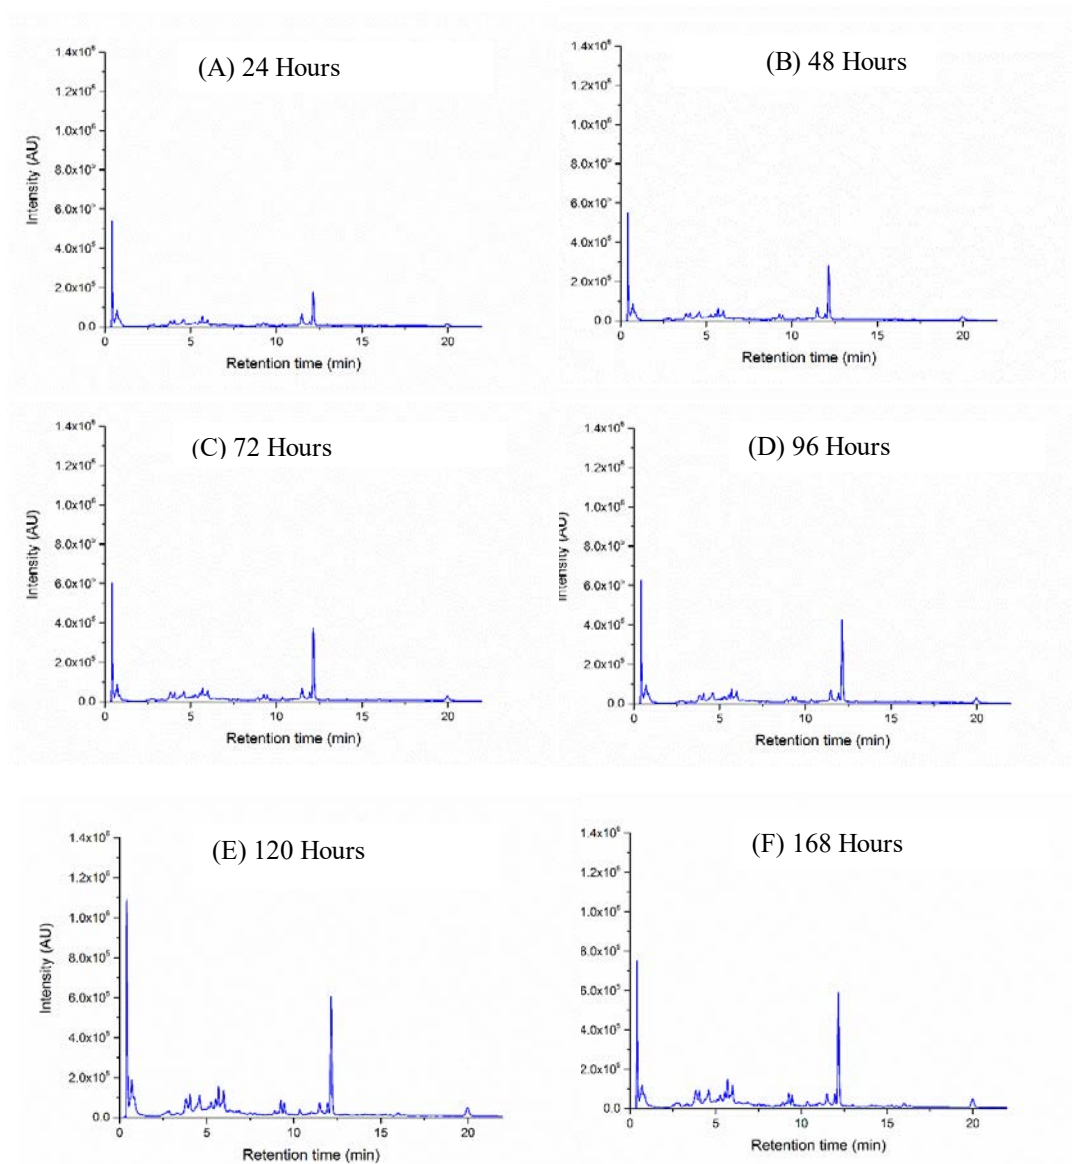 (A) 24 Hours
1.4x10⁶
1.2x10⁶
1.0x10⁶
8.0x10⁵
6.0x10⁵
4.0x10⁵
2.0x10⁵
0.0
Intensity (AU)
0 5 10 15 20
Retention time (min)
(B) 48 Hours
1.4x10⁶
1.2x10⁶
1.0x10⁶
8.0x10⁵
6.0x10⁵
4.0x10⁵
2.0x10⁵
0.0
0 5 10 15 20
Retention time (min)
(C) 72 Hours
1.4x10⁶
1.2x10⁶
1.0x10⁶
8.0x10⁵
6.0x10⁵
4.0x10⁵
2.0x10⁵
0.0
Intensity (AU)
0 5 10 15 20
Retention time (min)
(D) 96 Hours
1.4x10⁶
1.2x10⁶
1.0x10⁶
8.0x10⁵
6.0x10⁵
4.0x10⁵
2.0x10⁵
0.0
Intensity (AU)
0 5 10 15 20
Retention time (min)
(E) 120 Hours
1.4x10⁶
1.2x10⁶
1.0x10⁶
8.0x10⁵
6.0x10⁵
4.0x10⁵
2.0x10⁵
0.0
Intensity (AU)
0 5 10 15 20
Retention time (min)
(F) 168 Hours
1.4x10⁶
1.2x10⁶
1.0x10⁶
8.0x10⁵
6.0x10⁵
4.0x10⁵
2.0x10⁵
0.0
0 5 10 15 20
Retention time (min)